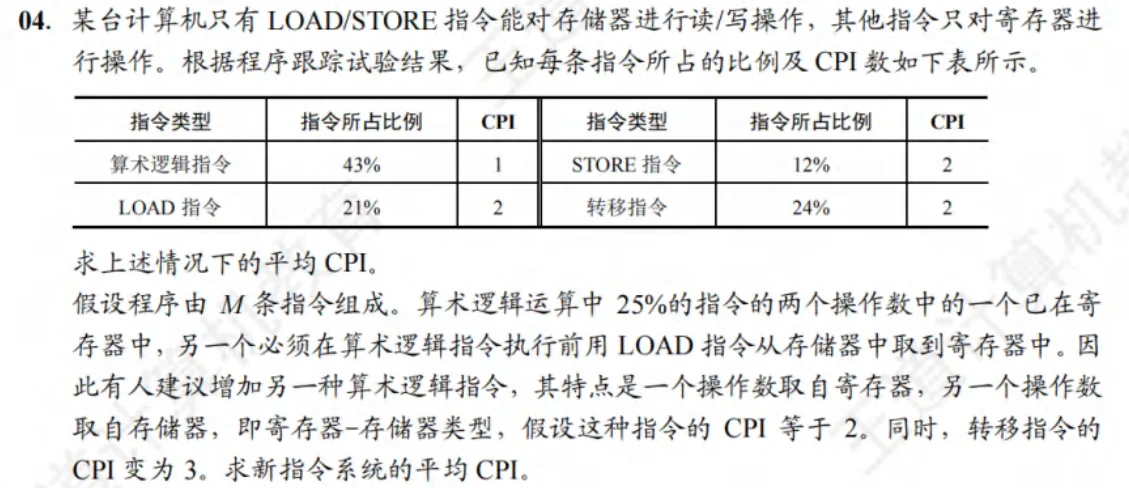 04. 某台计算机只有 LOAD/STORE 指令能对存储器进行读/写操作，其他指令只对寄存器进
行操作。根据程序跟踪试验结果，已知每条指令所占的比例及 CPI 数如下表所示。
指令类型 指令所占比例 CPI 指令类型 指令所占比例 CPI
算术逻辑指令 43% 1 STORE 指令 12% 2
LOAD 指令 21% 2 转移指令 24% 2
求上述情况下的平均 CPI。
假设程序由 M 条指令组成。算术逻辑运算中 25%的指令的两个操作数中的一个已在寄
存器中，另一个必须在算术逻辑指令执行前用 LOAD 指令从存储器中取到寄存器中。因
此有人建议增加另一种算术逻辑指令，其特点是一个操作数取自寄存器，另一个操作数
取自存储器，即寄存器–存储器类型，假设这种指令的 CPI 等于 2。同时，转移指令的
CPI 变为 3。求新指令系统的平均 CPI。